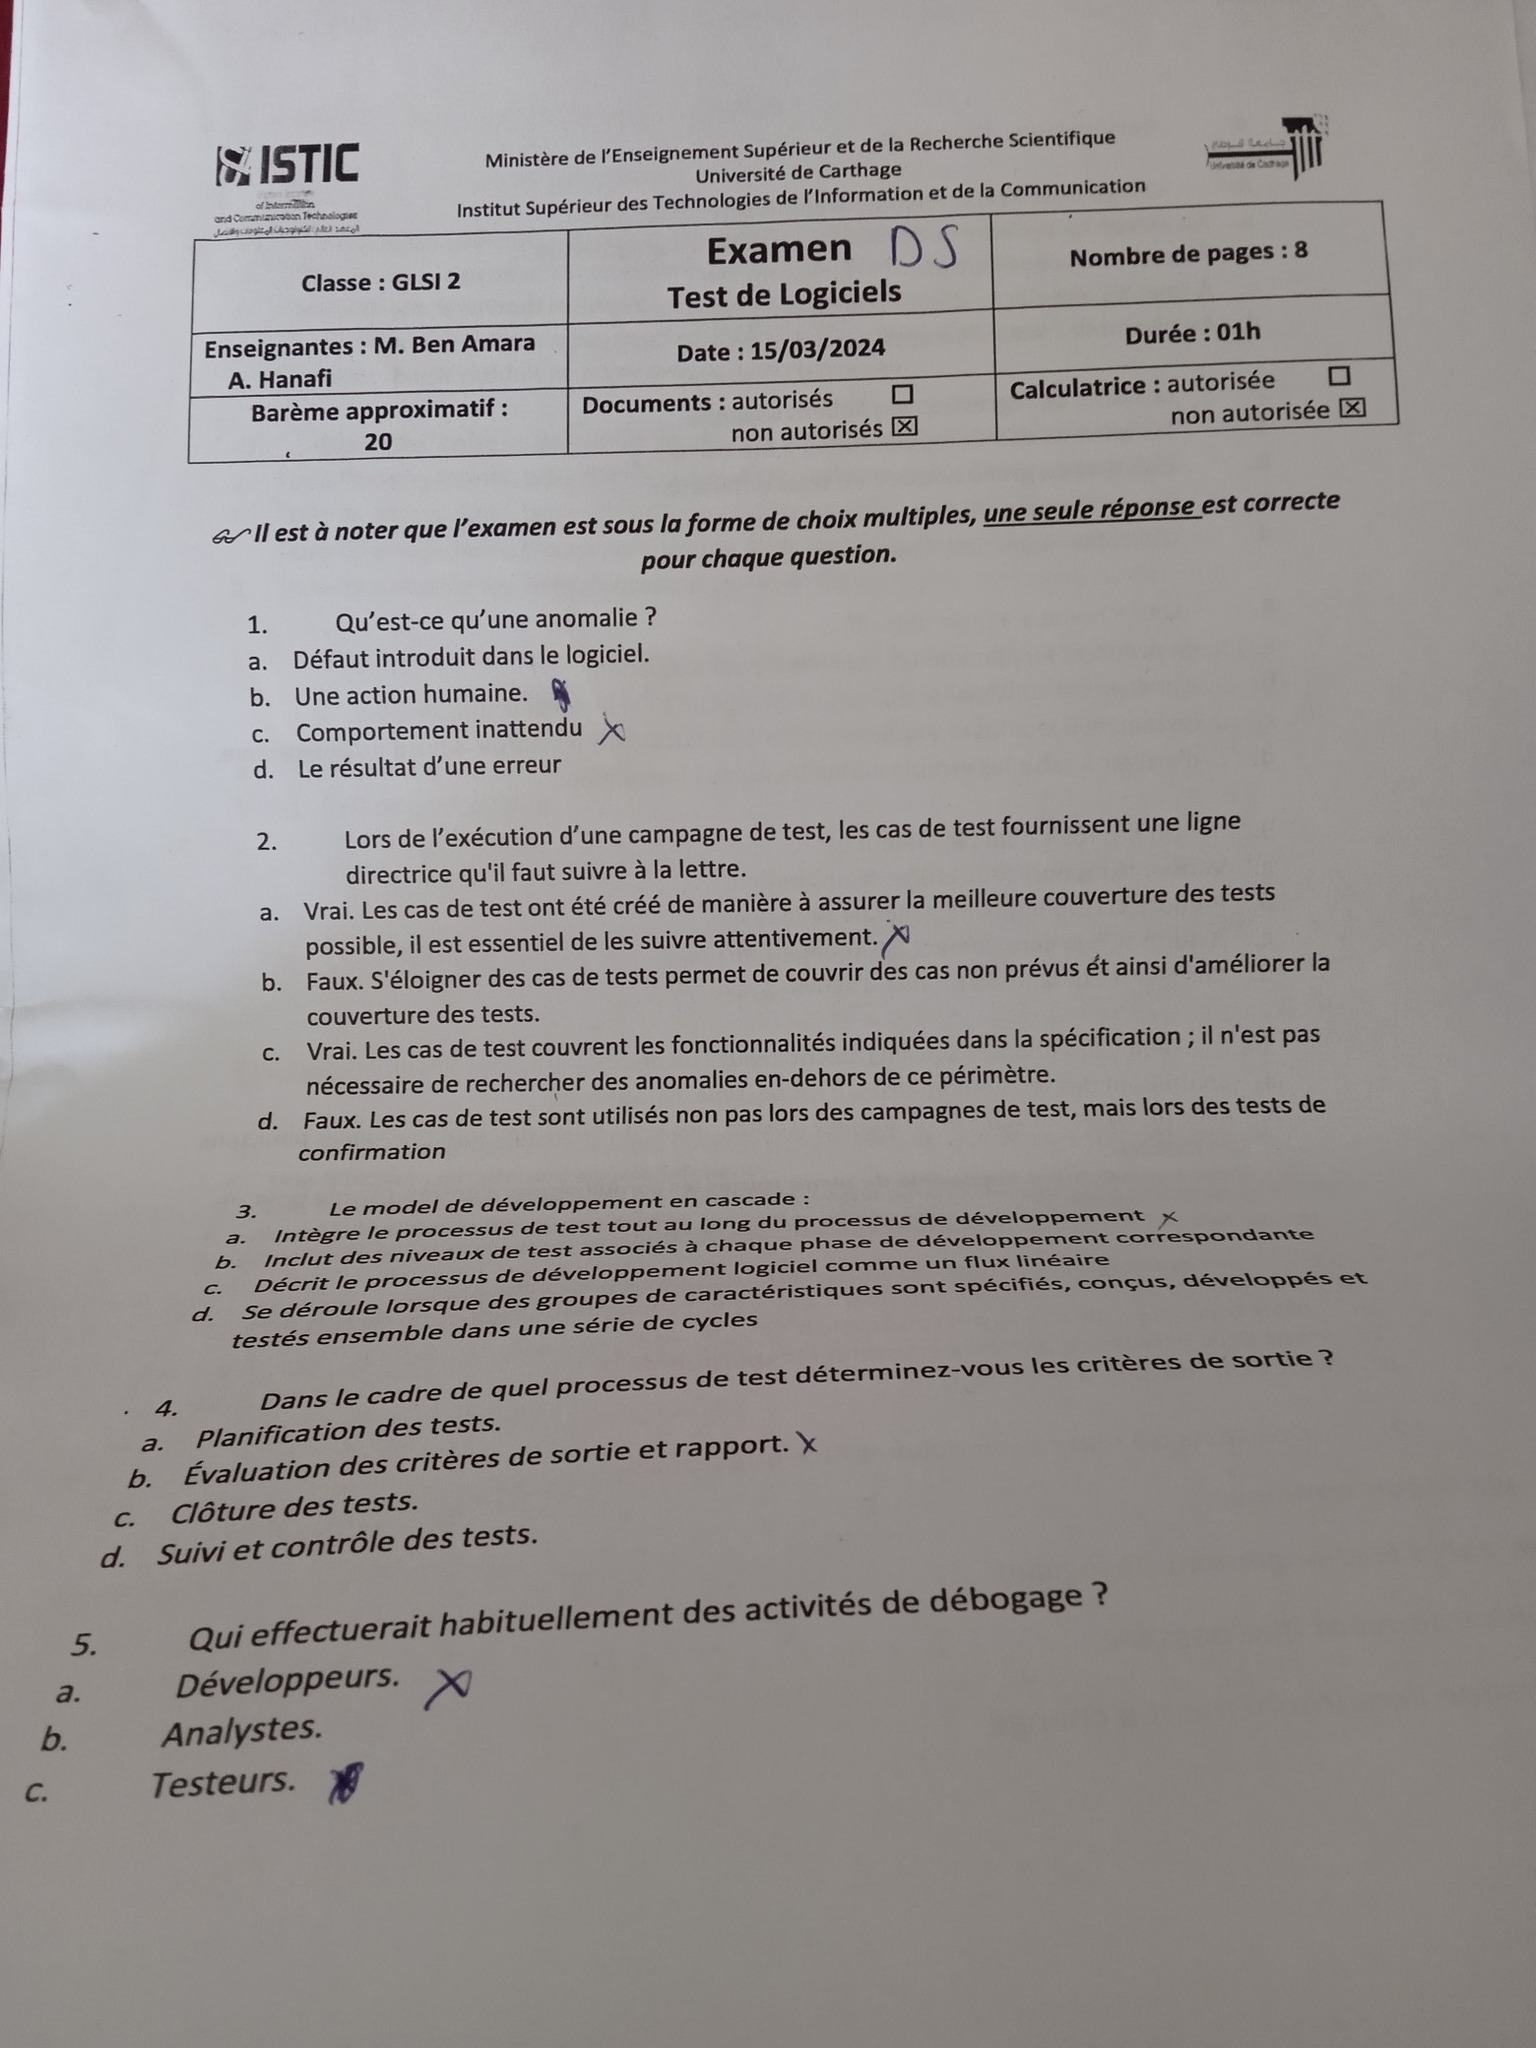 ISTIC
of Information
and Communication Technologies
Ministère de l'Enseignement Supérieur et de la Recherche Scientifique
Université de Carthage
Institut Supérieur des Technologies de l'Information et de la Communication
Université de Carthage
Classe : GLSI 2
Examen DS
Test de Logiciels
Nombre de pages : 8
Enseignantes : M. Ben Amara
A. Hanafi
Date : 15/03/2024
Durée : 01h
Barème approximatif :
20
Documents : autorisés ☐
non autorisés ☒
Calculatrice : autorisée ☐
non autorisée ☒
Il est à noter que l'examen est sous la forme de choix multiples, une seule réponse est correcte
pour chaque question.
1. Qu'est-ce qu'une anomalie ?
a. Défaut introduit dans le logiciel.
b. Une action humaine.
c. Comportement inattendu X
d. Le résultat d'une erreur
2. Lors de l'exécution d'une campagne de test, les cas de test fournissent une ligne
directrice qu'il faut suivre à la lettre.
a. Vrai. Les cas de test ont été créé de manière à assurer la meilleure couverture des tests
possible, il est essentiel de les suivre attentivement. X
b. Faux. S'éloigner des cas de tests permet de couvrir des cas non prévus et ainsi d'améliorer la
couverture des tests.
c. Vrai. Les cas de test couvrent les fonctionnalités indiquées dans la spécification ; il n'est pas
nécessaire de rechercher des anomalies en-dehors de ce périmètre.
d. Faux. Les cas de test sont utilisés non pas lors des campagnes de test, mais lors des tests de
confirmation
3. Le model de développement en cascade :
a. Intègre le processus de test tout au long du processus de développement X
b. Inclut des niveaux de test associés à chaque phase de développement correspondante
c. Décrit le processus de développement logiciel comme un flux linéaire
d. Se déroule lorsque des groupes de caractéristiques sont spécifiés, conçus, développés et
testés ensemble dans une série de cycles
4. Dans le cadre de quel processus de test déterminez-vous les critères de sortie ?
a. Planification des tests.
b. Évaluation des critères de sortie et rapport. X
c. Clôture des tests.
d. Suivi et contrôle des tests.
5. Qui effectuerait habituellement des activités de débogage ?
a. Développeurs. X
b. Analystes.
c. Testeurs.